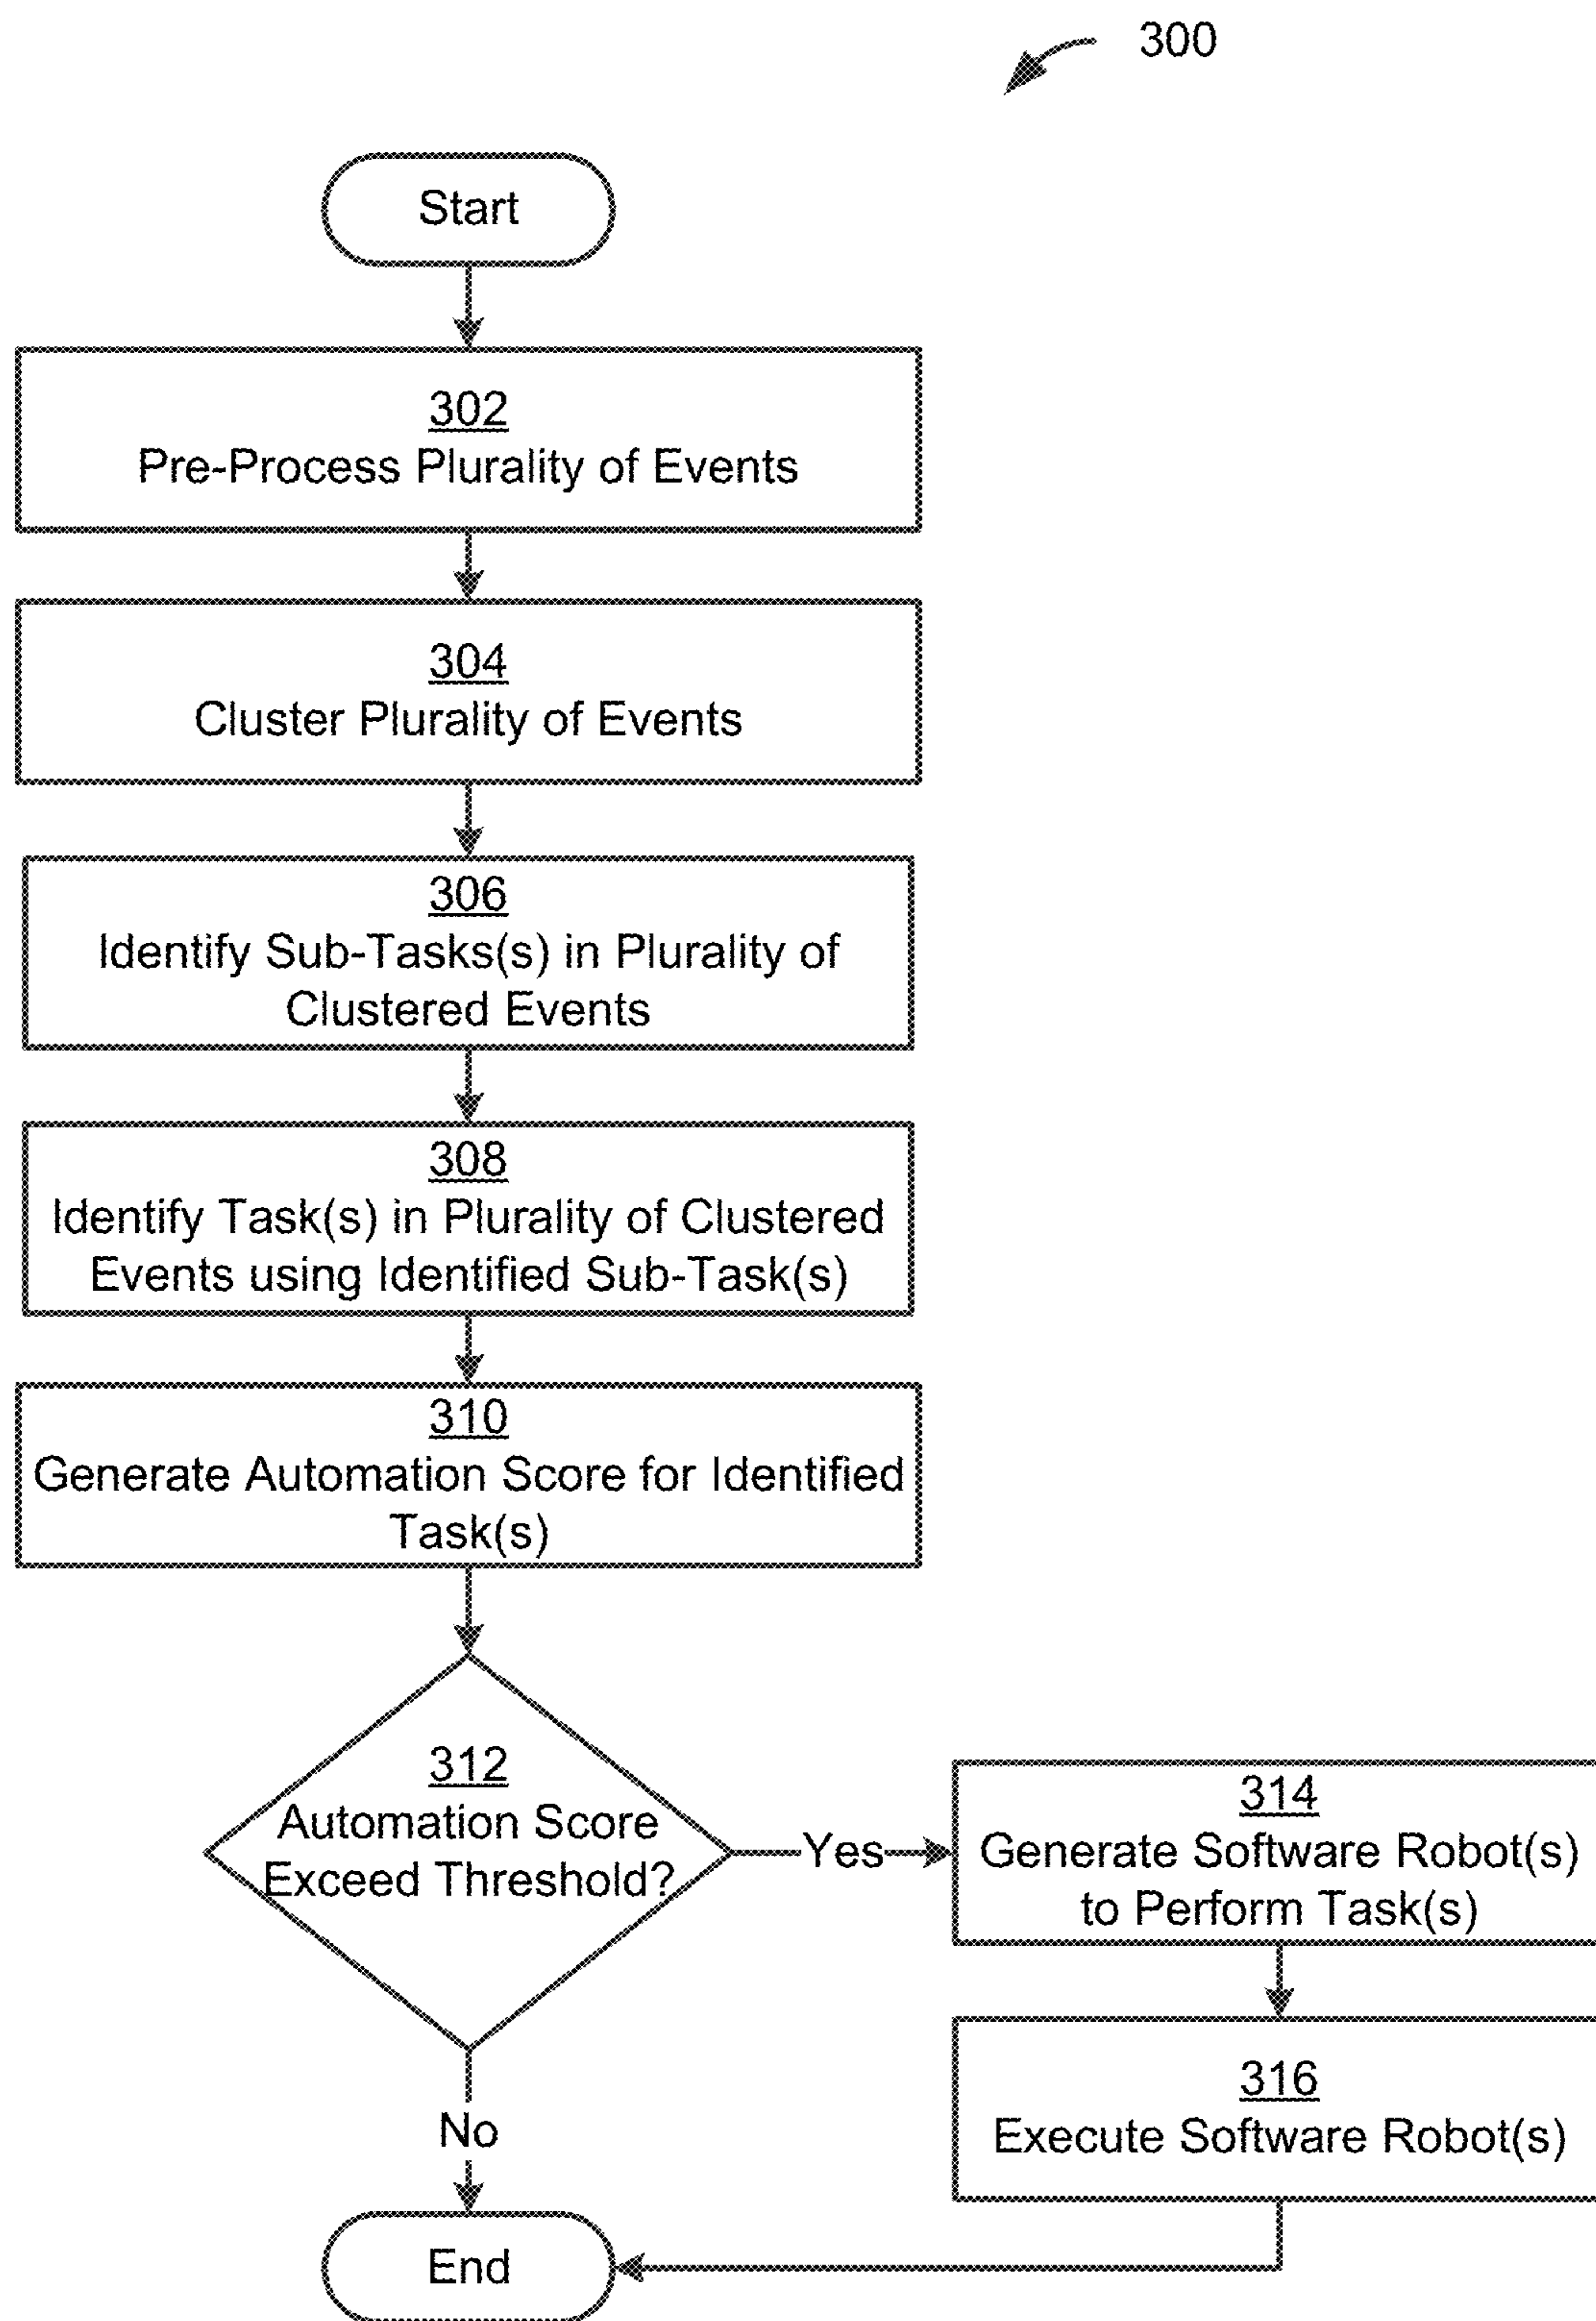 300
Start
302
Pre-Process Plurality of Events
304
Cluster Plurality of Events
306
Identify Sub-Tasks(s) in Plurality of
Clustered Events
308
Identify Task(s) in Plurality of Clustered
Events using Identified Sub-Task(s)
310
Generate Automation Score for Identified
Task(s)
312
Automation Score
Exceed Threshold?
Yes
314
Generate Software Robot(s)
to Perform Task(s)
316
Execute Software Robot(s)
No
End